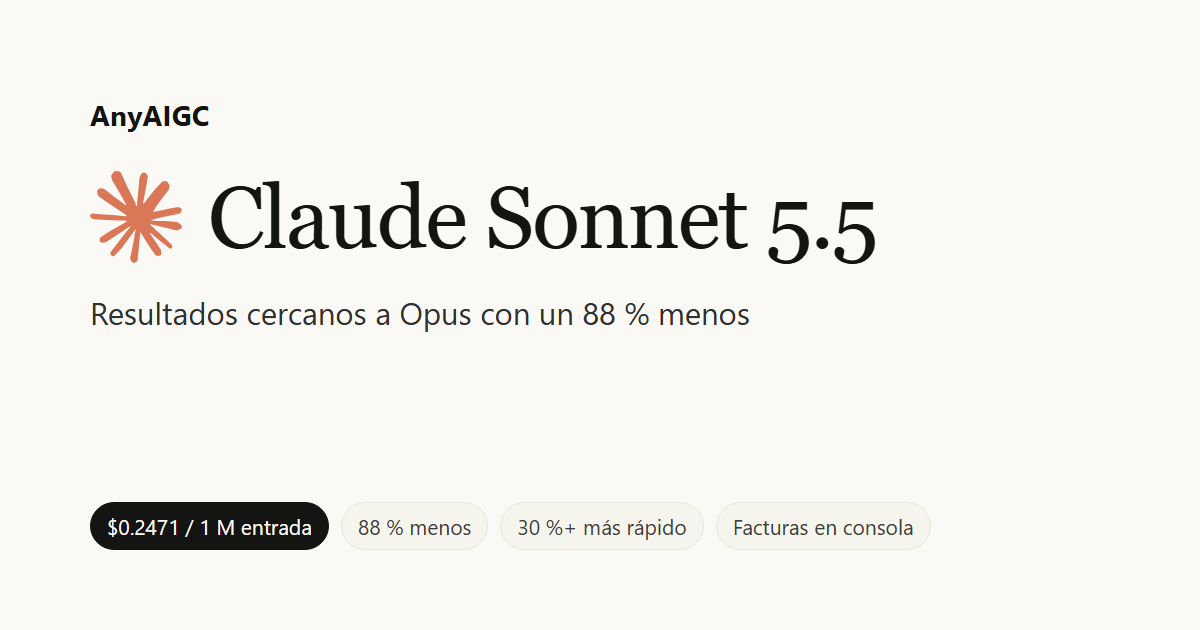 AnyAIGC
Claude Sonnet 5.5
Resultados cercanos a Opus con un 88 % menos
$0.2471 / 1 M entrada
88 % menos
30 %+ más rápido
Facturas en consola